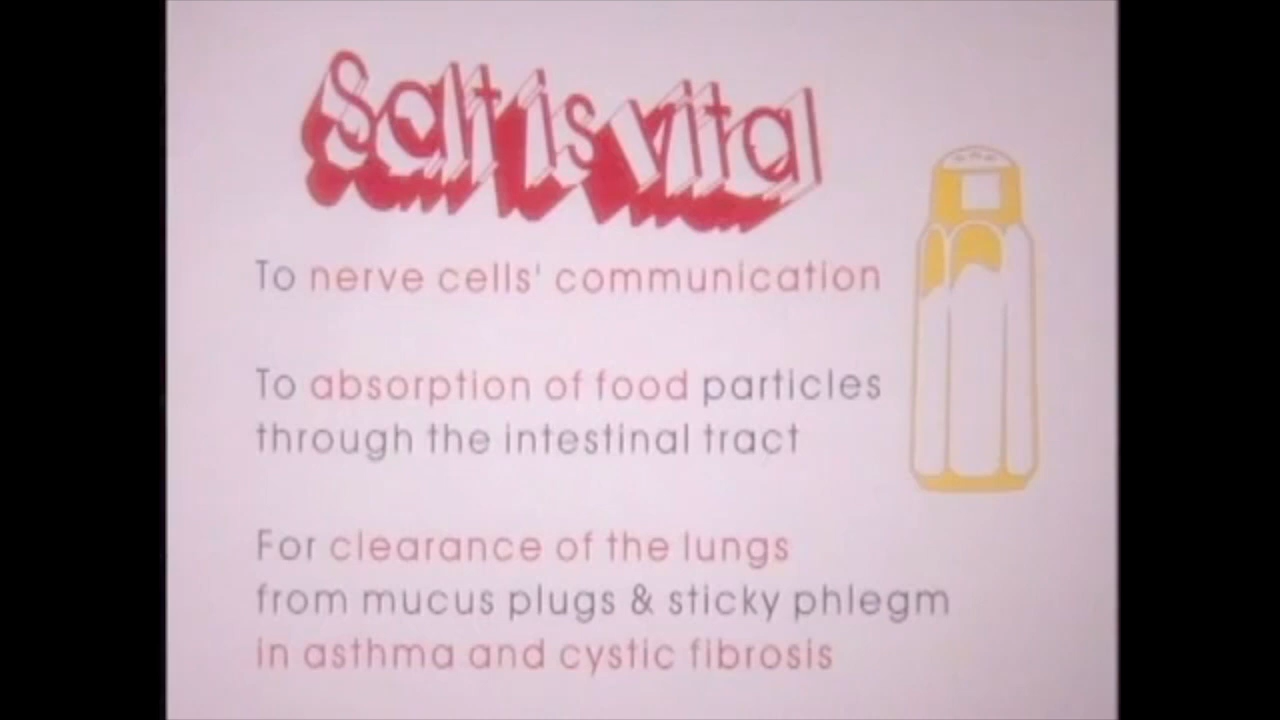 Salt is vital
To nerve cells' communication
To absorption of food particles
through the intestinal tract
For clearance of the lungs
from mucus plugs & sticky phlegm
in asthma and cystic fibrosis